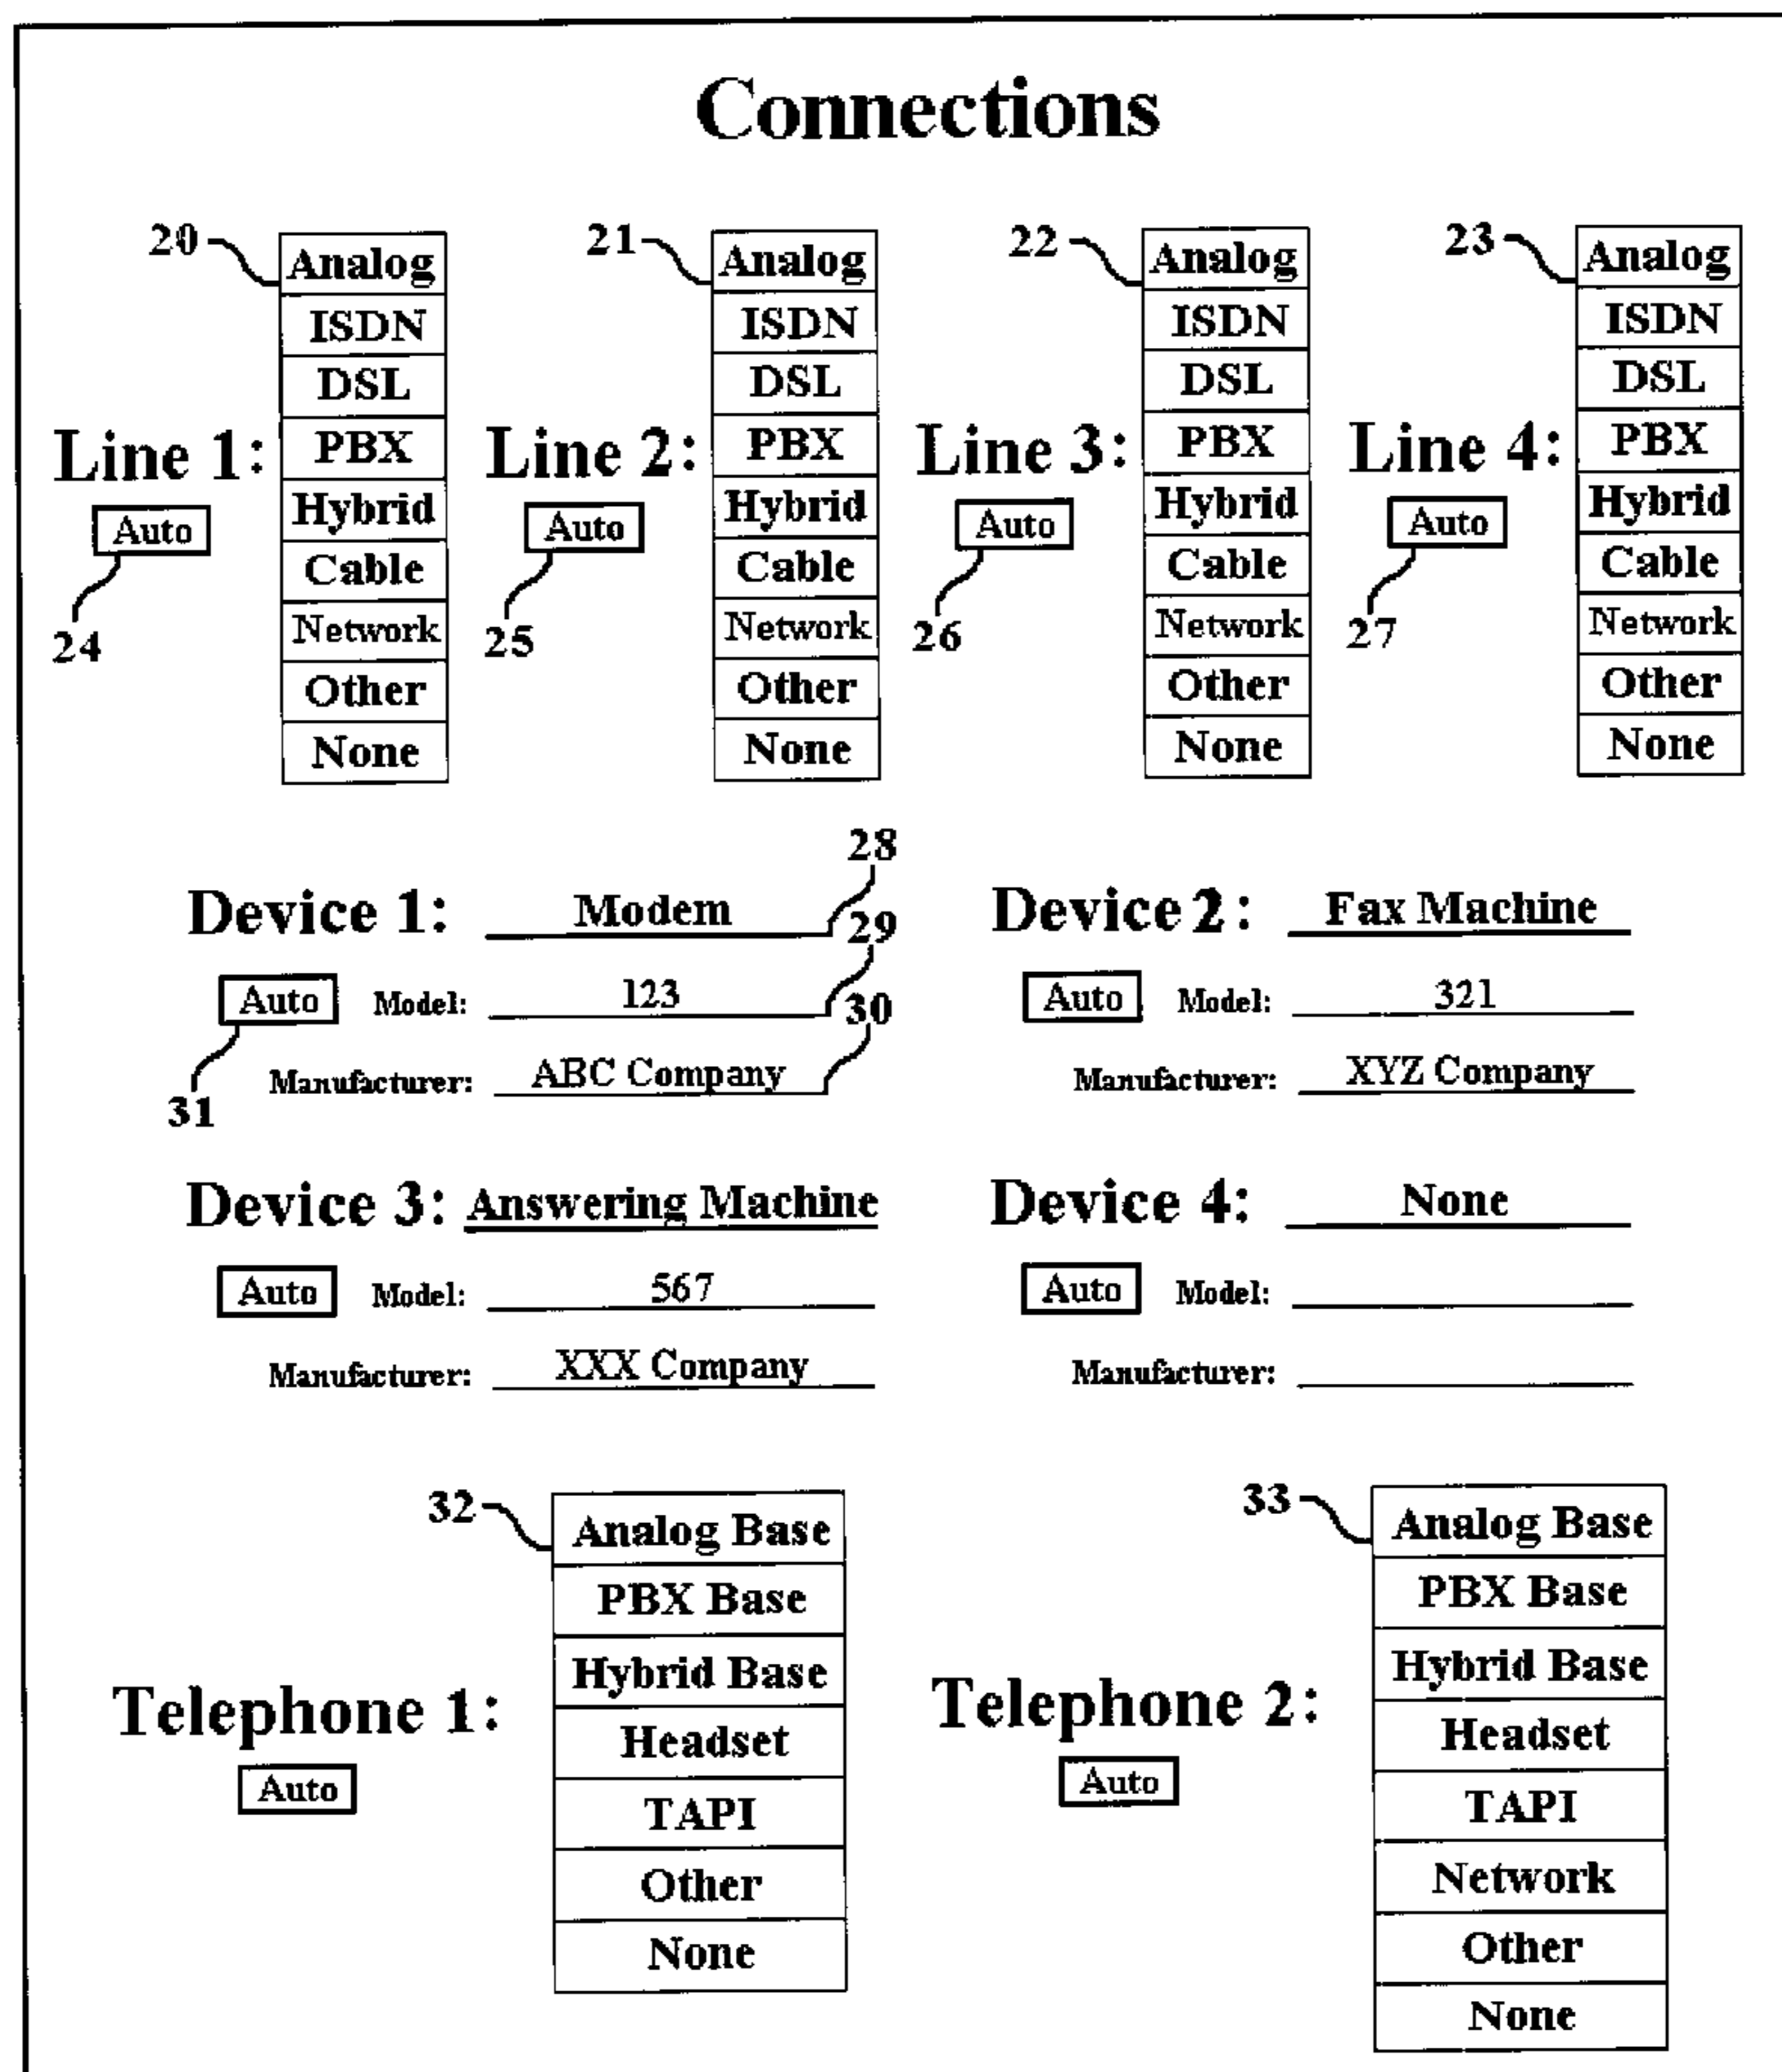 Connections
20 Analog 21 Analog 22 Analog 23 Analog
ISDN ISDN ISDN ISDN
DSL DSL DSL DSL
Line 1: PBX Line 2: PBX Line 3: PBX Line 4: PBX
Auto Hybrid Auto Hybrid Auto Hybrid Auto Hybrid
Cable Cable Cable Cable
24 Network 25 Network 26 Network 27 Network
Other Other Other Other
None None None None
28
Device 1: Modem 29 Device 2: Fax Machine
Auto Model: 123 30 Auto Model: 321
Manufacturer: ABC Company Manufacturer: XYZ Company
31
Device 3: Answering Machine Device 4: None
Auto Model: 567 Auto Model:
Manufacturer: XXX Company Manufacturer:
32 Analog Base 33 Analog Base
PBX Base PBX Base
Hybrid Base Hybrid Base
Telephone 1: Headset Telephone 2: Headset
Auto TAPI Auto TAPI
Other Network
None Other
None